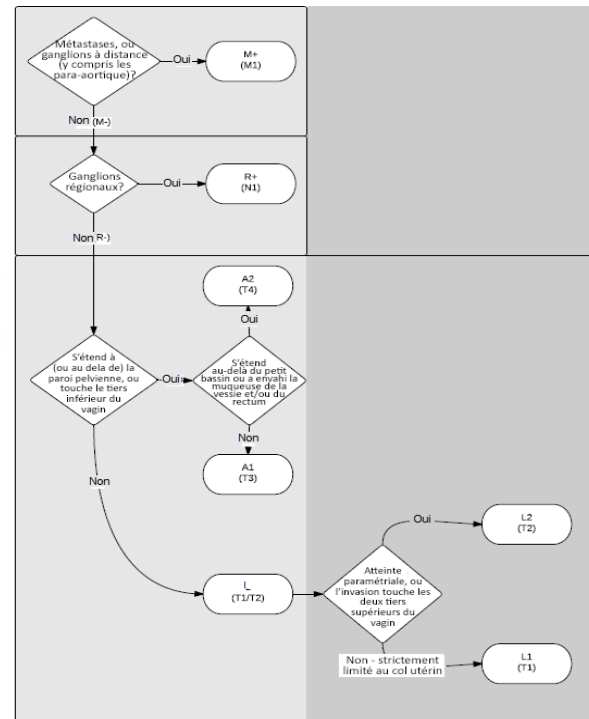 Métastases, ou
ganglions à distance
(y compris les
para-aortique)?
Oui
M+
(M1)
Non (M-)
Ganglions
régionaux?
Oui
R+
(N1)
Non R-)
A2
(T4)
Oui
S'étend à
(ou au dela de) la
paroi pelvienne, ou
touche le tiers
inférieur du
vagin
Oui
S'étend
au-delà du petit
bassin ou a envahi la
muqueuse de la
vessie et/ou du
rectum
Non
A1
(T3)
Non
L
(T1/T2)
Atteinte
paramétriale, ou
l'invasion touche les
deux tiers
supérieurs du
vagin
Oui
L2
(T2)
Non - strictement
limité au col utérin
L1
(T1)